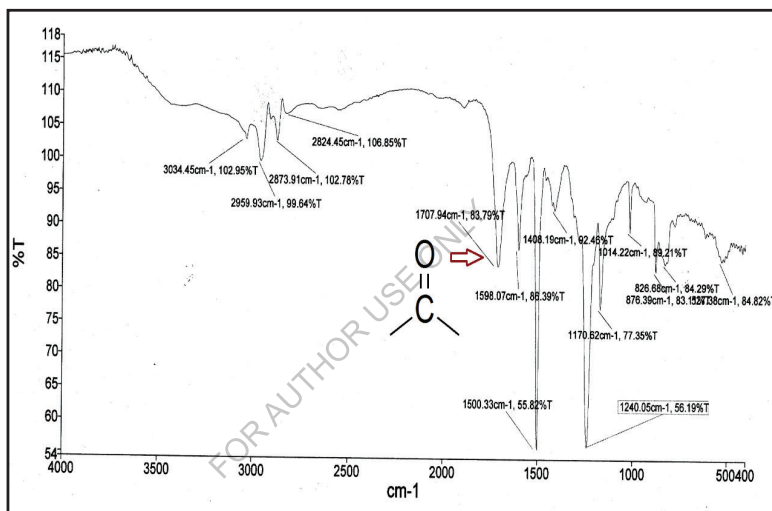 118
115
110
105
100
95
90
85
80
75
70
65
60
54
%T
4000
3500
3000
2500
2000
1500
1000
500400
cm-1
3034.45cm-1, 102.95%T
2959.93cm-1, 99.64%T
2873.91cm-1, 102.78%T
2824.45cm-1, 106.85%T
1707.94cm-1, 83.79%T
1598.07cm-1, 86.39%T
1500.33cm-1, 55.82%T
1408.19cm-1, 92.46%T
1240.05cm-1, 56.19%T
1170.62cm-1, 77.35%T
1014.22cm-1, 89.21%T
826.68cm-1, 84.29%T
876.39cm-1,
84.82%T
O
C
FOR AUTHOR USE ONLY